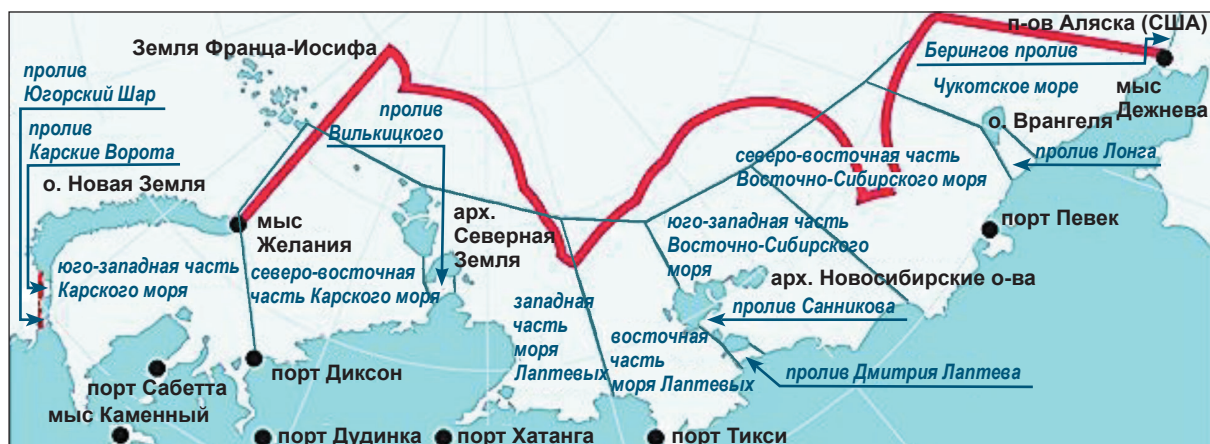 п-ов Аляска (США)
Земля Франца-Иосифа
Берингов пролив
пролив
Югорский Шар
Чукотское море
мыс
Дежнева
пролив
Вилькицкого
пролив
Карские Ворота
о. Врангеля
пролив Лонга
северо-восточная часть
Восточно-Сибирского моря
о. Новая Земля
мыс
Желания
арх.
Северная
Земля
порт Певек
юго-западная часть
Восточно-Сибирского
моря
юго-западная часть
Карского моря
северо-восточная
часть Карского моря
арх. Новосибирские о-ва
западная
часть
моря
Лаптевых
пролив Санникова
восточная
часть
моря Лаптевых
пролив Дмитрия Лаптева
порт Диксон
порт Сабетта
мыс Каменный
порт Дудинка
порт Хатанга
порт Тикси